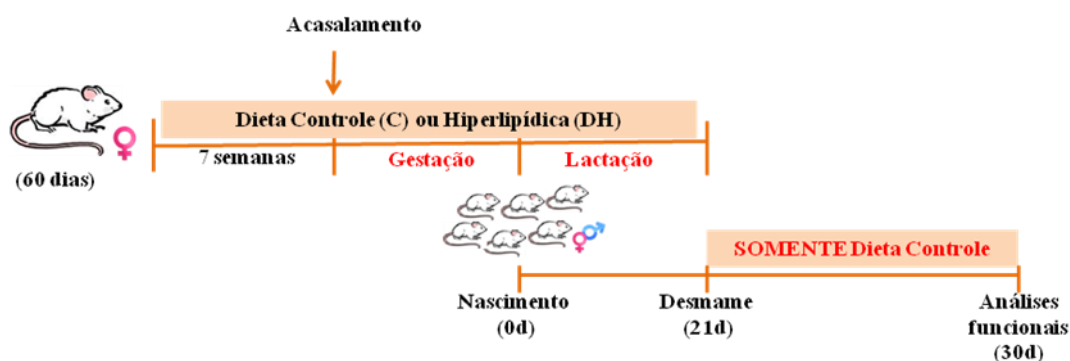 Acasalamento
Dieta Controle (C) ou Hiperlipídica (DH)
(60 dias)
7 semanas
Gestação
Lactação
SOMENTE Dieta Controle
Nascimento
(0d)
Desmame
(21d)
Análises
funcionais
(30d)